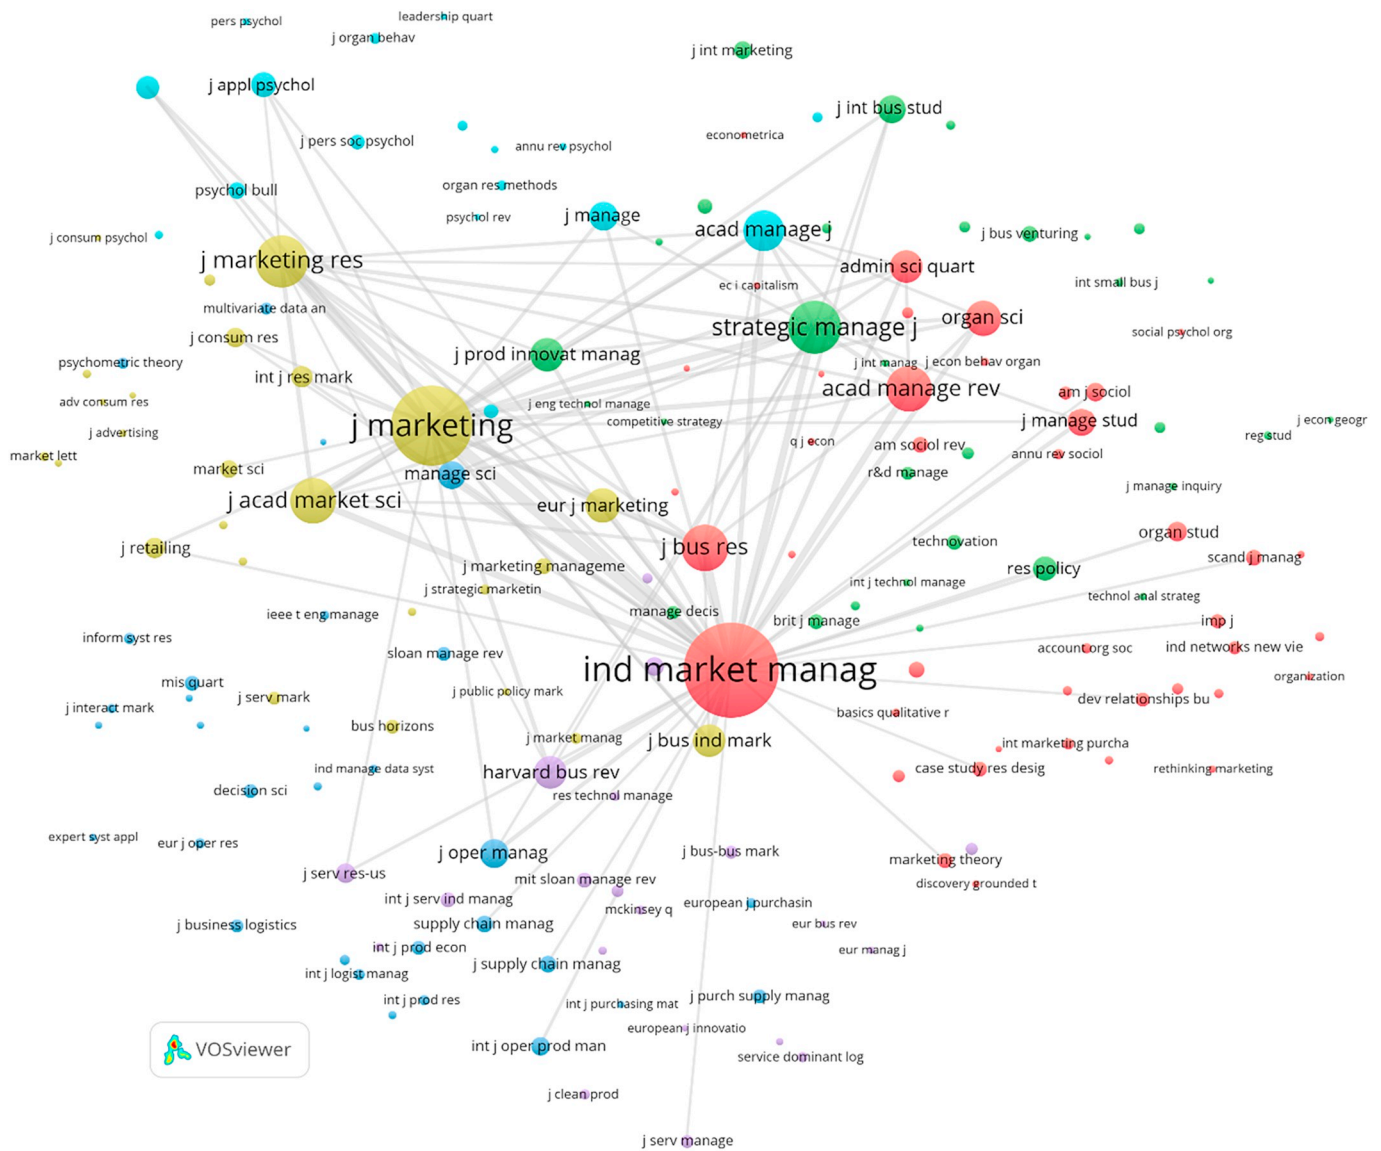 leadership quart
pers psychol
j organ behav
j int marketing
j appl psychol
j int bus stud
econometrica
j pers soc psychol
annu rev psychol
organ res methods
psychol bull
psychol rev
j manage
acad manage j
j bus venturing
j consum psychol
j marketing res
admin sci quart
int small bus j
ec i capitalism
multivariate data an
organ sci
strategic manage j
social psychol org
j consum res
j prod innovat manag
j int manag
j econ behav organ
psychometric theory
int j res mark
acad manage rev
am j sociol
adv consum res
j eng technol manage
competitive strategy
j manage stud
j econ geogr
j marketing
j advertising
reg stud
q j econ
am sociol rev
annu rev sociol
market lett
market sci
manage sci
r&d manage
j manage inquiry
j acad market sci
eur j marketing
organ stud
j retailing
j bus res
technovation
scand j manag
j marketing manageme
res policy
int j technol manage
j strategic marketin
technol anal strateg
manage decis
ieee t eng manage
brit j manage
imp j
inform syst res
sloan manage rev
account org soc
ind networks new vie
ind market manag
organization
mis quart
j serv mark
j public policy mark
dev relationships bu
j interact mark
basics qualitative r
bus horizons
j market manag
j bus ind mark
int marketing purcha
ind manage data syst
harvard bus rev
case study res desig
rethinking marketing
decision sci
res technol manage
expert syst appl
eur j oper res
j oper manag
j bus-bus mark
marketing theory
j serv res-us
mit sloan manage rev
discovery grounded t
int j serv ind manag
mckinsey q
european j purchasin
j business logistics
supply chain manag
eur bus rev
int j prod econ
eur manag j
int j logist manag
j supply chain manag
int j prod res
int j purchasing mat
j purch supply manag
european j innovatio
VOSviewer
int j oper prod man
service dominant log
j clean prod
j serv manage